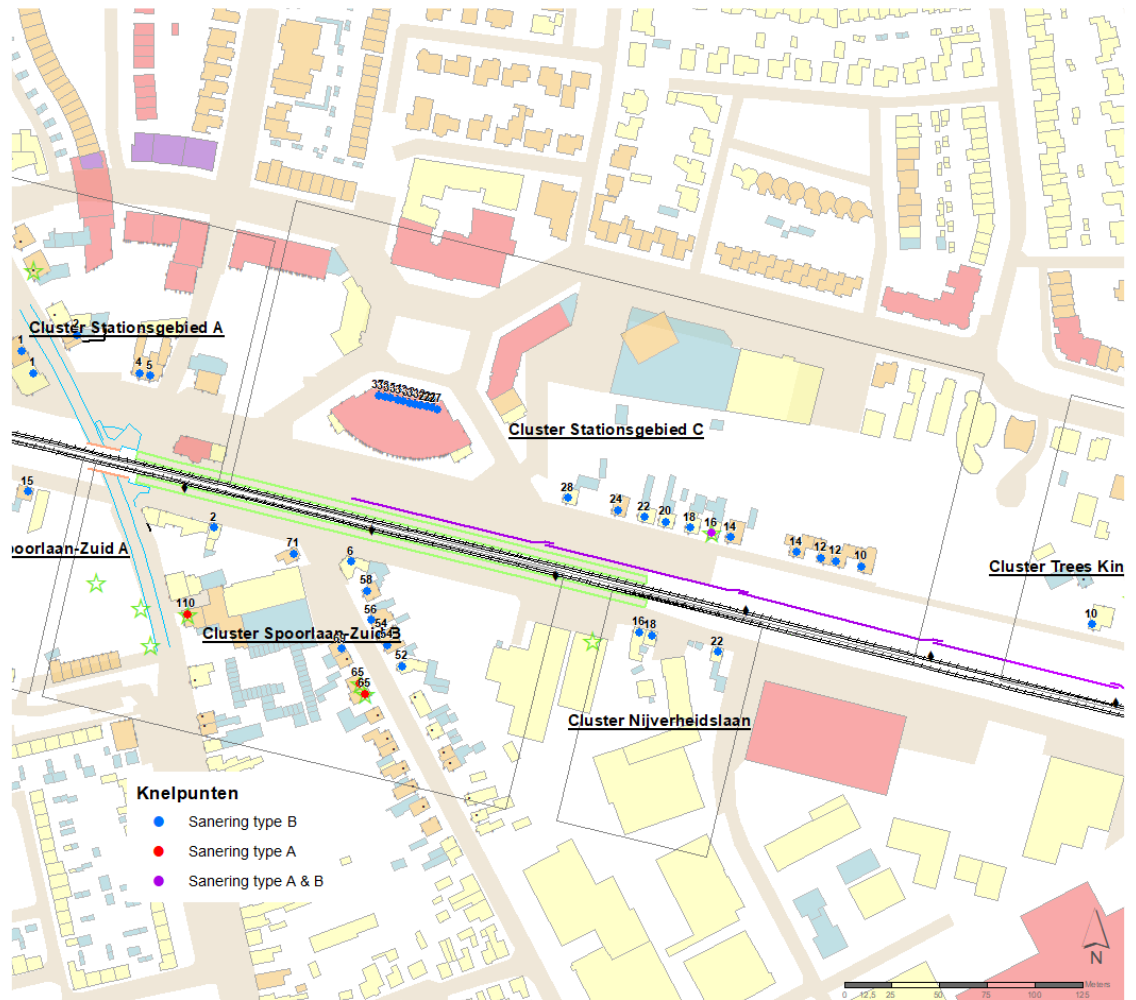 Cluster Stationsgebied A
2
1
1
4 5
Cluster Stationsgebied C
28
24
22
20
18
16
14
14
12
12
10
15
2
71
6
58
56
54
54
52
110
65
65
poorlaan-Zuid A
Cluster Spoorlaan-Zuid B
16
18
22
Cluster Nijverheidslaan
Cluster Trees Kin
10
Knelpunten
Sanering type B
Sanering type A
Sanering type A & B
N
Meters
0 12,5 25 50 75 100 125